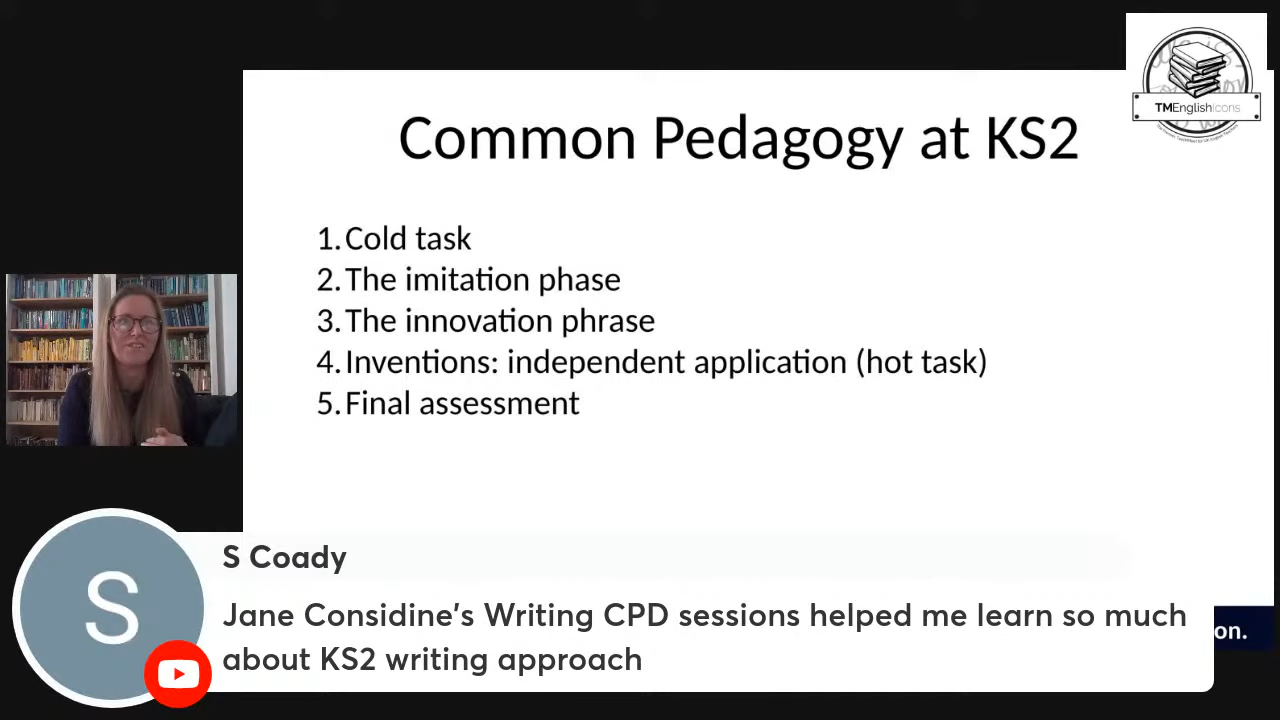 TMEnglishIcons
Common Pedagogy at KS2
1. Cold task
2. The imitation phase
3. The innovation phrase
4. Inventions: independent application (hot task)
5. Final assessment
S
S Coady
Jane Considine's Writing CPD sessions helped me learn so much
about KS2 writing approach
on.